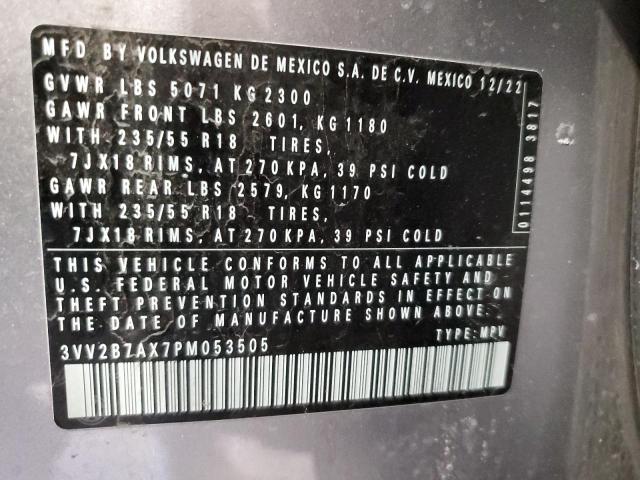 MFD BY VOLKSWAGEN DE MEXICO S.A. DE C.V. MEXICO 12/22
GVWR LBS 5071 KG 2300
GAWR FRONT LBS 2601, KG 1180
WITH 235/55 R18 TIRES,
7JX18 RIMS, AT 270 KPA, 39 PSI COLD
GAWR REAR LBS 2579, KG 1170
WITH 235/55 R18 TIRES,
7JX18 RIMS, AT 270 KPA, 39 PSI COLD
0114498 3817
THIS VEHICLE CONFORMS TO ALL APPLICABLE
U.S. FEDERAL MOTOR VEHICLE SAFETY AND
THEFT PREVENTION STANDARDS IN EFFECT ON
THE DATE OF MANUFACTURE SHOWN ABOVE.
3VV2B7AX7PM053505 TYPE: MPV